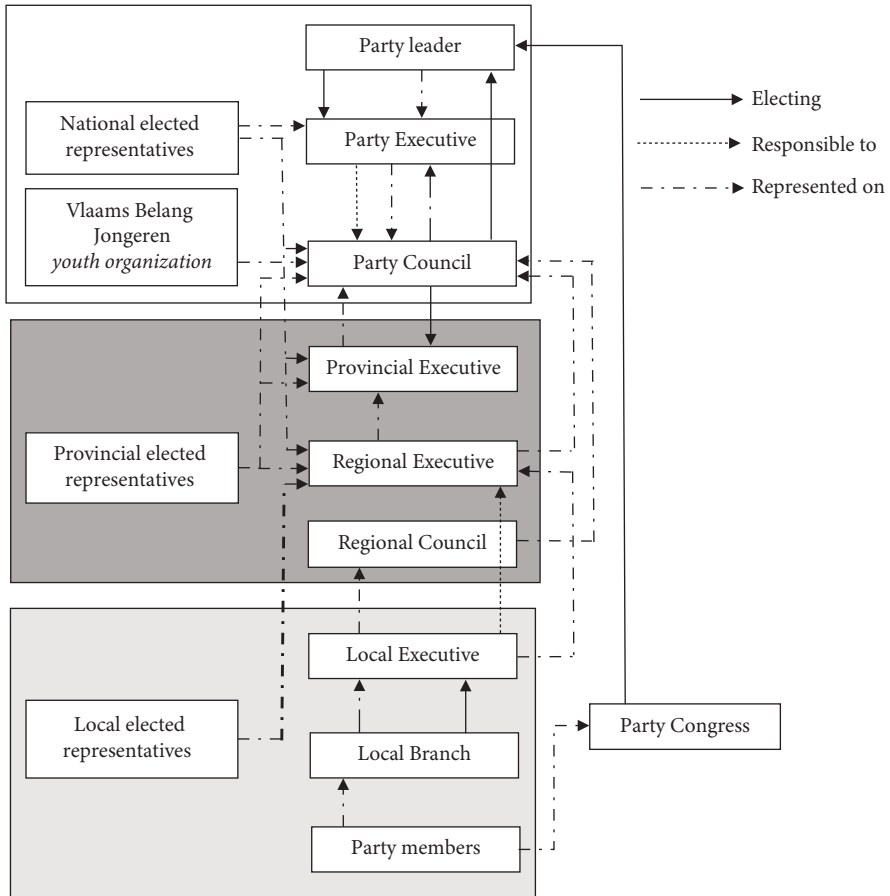 Party leader
Electing
National elected
representatives
Party Executive
Responsible to
Represented on
Vlaams Belang
Jongeren
youth organization
Party Council
Provincial Executive
Provincial elected
representatives
Regional Executive
Regional Council
Local Executive
Local elected
representatives
Party Congress
Local Branch
Party members